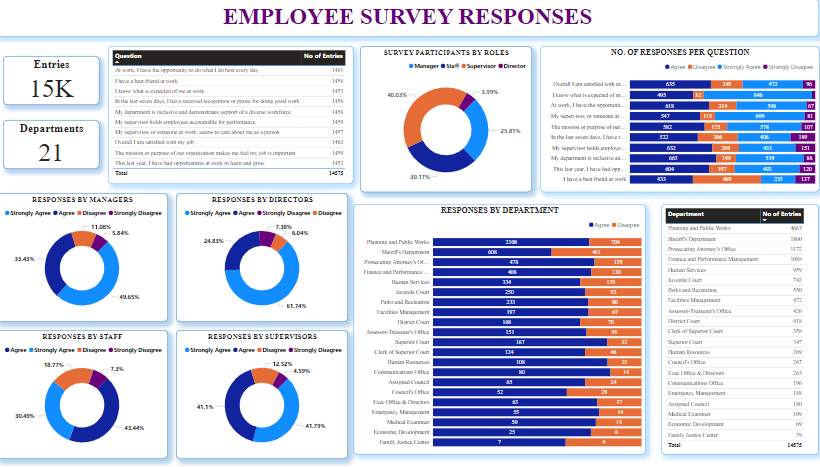 EMPLOYEE SURVEY RESPONSES
Entries
15K
Departments
21
Question No of Entries
At work, I have the opportunity to do what I do best every day 1461
I have a best friend at work 1458
I know what is expected of me at work 1453
In the last seven days, I have received recognition or praise for doing good work 1456
My department is inclusive and demonstrates support of a diverse workforce 1458
My supervisor holds employees accountable for performance 1459
My supervisor, or someone at work, seems to care about me as a person 1457
Overall I am satisfied with my job 1462
The mission or purpose of our organization makes me feel my job is important 1459
This last year, I have had opportunities at work to learn and grow 1452
Total 14575
SURVEY PARTICIPANTS BY ROLES
Manager Staff Supervisor Director
40.03%
3.99%
25.81%
30.17%
NO. OF RESPONSES PER QUESTION
Agree Disagree Strongly Agree Strongly Disagree
Overall I am satisfied with m... 635 249 472 96
I know what is expected of m... 495 82 846
At work, I have the opportunit... 618 214 548 67
My supervisor, or someone at ... 547 115 699 81
The mission or purpose of our... 582 175 578 107
In the last seven days, I have r... 522 306 406 189
My supervisor holds employe... 632 204 433 151
My department is inclusive an... 663 149 519 88
This last year, I have had opp... 604 197 491 120
I have a best friend at work 433 469 235 137
RESPONSES BY MANAGERS
Strongly Agree Agree Disagree Strongly Disagree
11.08%
5.84%
33.43%
49.65%
RESPONSES BY DIRECTORS
Strongly Agree Agree Strongly Disagree Disagree
7.38%
6.04%
24.83%
61.74%
RESPONSES BY STAFF
Agree Strongly Agree Disagree Strongly Disagree
18.77%
7.3%
30.49%
43.44%
RESPONSES BY SUPERVISORS
Strongly Agree Agree Disagree Strongly Disagree
12.52%
4.59%
41.1%
41.79%
RESPONSES BY DEPARTMENT
Agree Disagree
Planning and Public Works 2108 704
Sheriff's Department 608 461
Prosecuting Attorney's Of... 478 139
Finance and Performance ... 408 130
Human Services 334 139
Juvenile Court 250 92
Parks and Recreation 233 80
Facilities Management 197 67
District Court 168 70
Assessor-Treasurer's Office 151 54
Superior Court 167 33
Clerk of Superior Court 124 46
Human Resources 108 21
Communications Office 80 14
Assigned Council 65 24
Council's Office 52 29
Exec Office & Directors 63 17
Emergency Management 55 14
Medical Examiner 50 14
Economic Development 25 8
Family Justice Center 7 4
Department No of Entries
Planning and Public Works 4663
Sheriff's Department 1800
Prosecuting Attorney's Office 1172
Finance and Performance Management 1088
Human Services 959
Juvenile Court 742
Parks and Recreation 550
Facilities Management 472
Assessor-Treasurer's Office 426
District Court 418
Clerk of Superior Court 358
Superior Court 347
Human Resources 269
Council's Office 267
Exec Office & Directors 263
Communications Office 196
Emergency Management 188
Assigned Council 180
Medical Examiner 109
Economic Development 69
Family Justice Center 39
Total 14575